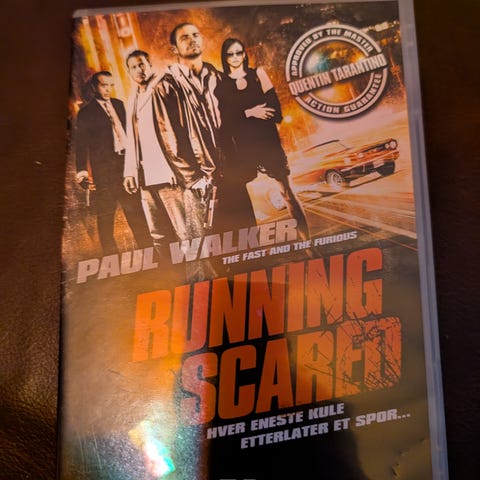 APPROVED BY THE MASTER
QUENTIN TARANTINO
ACTION GUARANTEE
PAUL WALKER
THE FAST AND THE FURIOUS
RUNNING
SCARED
HVER ENESTE KULE
ETTERLATER ET SPOR...